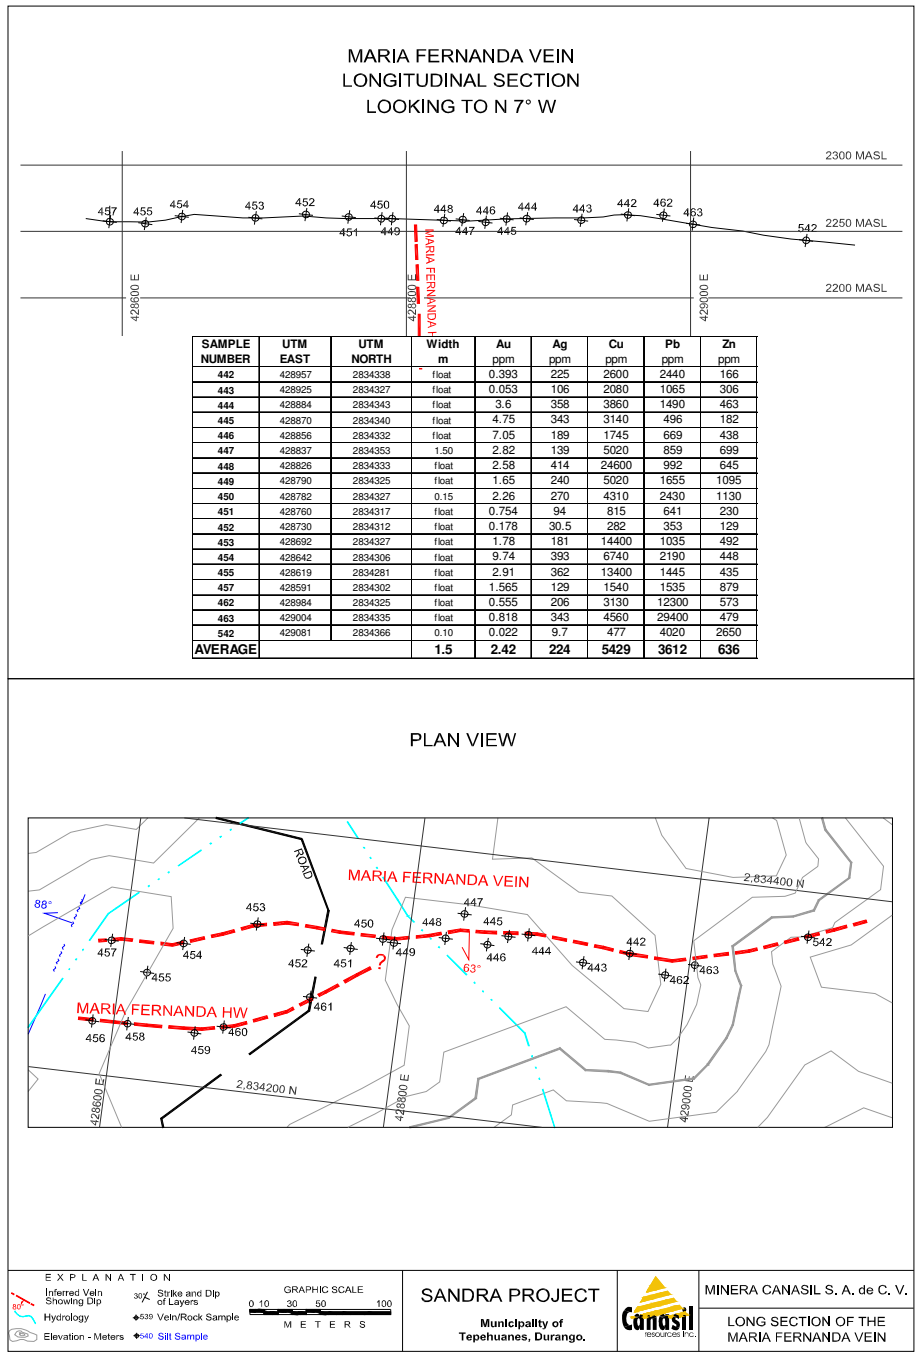 MARIA FERNANDA VEIN
LONGITUDINAL SECTION
LOOKING TO N 7° W
2300 MASL
457 455 454 453 452 451 450 449 448 447 446 445 444 443 442 462 463 542
2250 MASL
MARIA FERNANDA H
2200 MASL
428600 E
428800 E
429000 E
SAMPLE NUMBER UTM EAST UTM NORTH Width m Au ppm Ag ppm Cu ppm Pb ppm Zn ppm
442 428957 2834338 float 0.393 225 2600 2440 166
443 428925 2834327 float 0.053 106 2080 1065 306
444 428884 2834343 float 3.6 358 3860 1490 463
445 428870 2834340 float 4.75 343 3140 496 182
446 428856 2834332 float 7.05 189 1745 669 438
447 428837 2834353 1.50 2.82 139 5020 859 699
448 428826 2834333 float 2.58 414 24600 992 645
449 428790 2834325 float 1.65 240 5020 1655 1095
450 428782 2834327 0.15 2.26 270 4310 2430 1130
451 428760 2834317 float 0.754 94 815 641 230
452 428730 2834312 float 0.178 30.5 282 353 129
453 428692 2834327 float 1.78 181 14400 1035 492
454 428642 2834306 float 9.74 393 6740 2190 448
455 428619 2834281 float 2.91 362 13400 1445 435
457 428591 2834302 float 1.565 129 1540 1535 879
462 428984 2834325 float 0.555 206 3130 12300 573
463 429004 2834335 float 0.818 343 4560 29400 479
542 429081 2834366 0.10 0.022 9.7 477 4020 2650
AVERAGE 1.5 2.42 224 5429 3612 636
PLAN VIEW
ROAD
MARIA FERNANDA VEIN
2,834400 N
88°
457 454 453 455 452 451 450 449 448 447 446 445 444 443 442 462 463 542
63°
?
MARIA FERNANDA HW
456 458 459 460 461
2,834200 N
428600 E
428800 E
429000 E
EXPLANATION
80°
Inferred Vein
Showing Dip
Hydrology
Elevation - Meters
30
Strike and Dip
of Layers
539 Vein/Rock Sample
540 Silt Sample
GRAPHIC SCALE
0 10 30 50 100
METERS
SANDRA PROJECT
Municipality of
Tepehuanes, Durango.
Canasil
resources Inc.
MINERA CANASIL S. A. de C. V.
LONG SECTION OF THE
MARIA FERNANDA VEIN